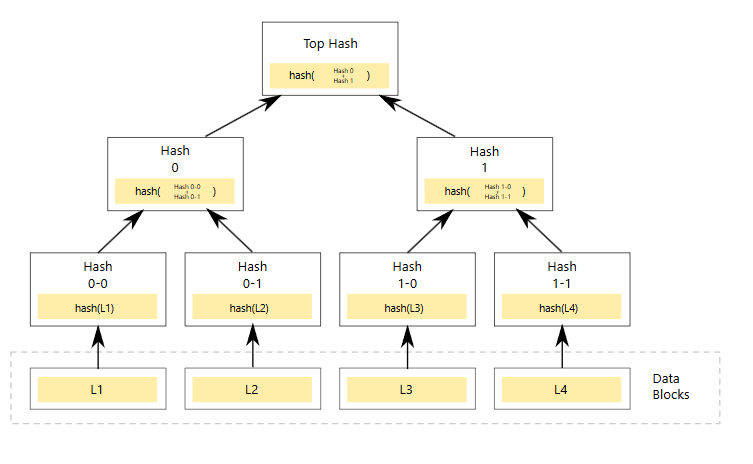 Top Hash
hash( Hash 0 + Hash 1 )
Hash
0
hash( Hash 0-0 + Hash 0-1 )
Hash
1
hash( Hash 1-0 + Hash 1-1 )
Hash
0-0
hash(L1)
Hash
0-1
hash(L2)
Hash
1-0
hash(L3)
Hash
1-1
hash(L4)
L1
L2
L3
L4
Data
Blocks